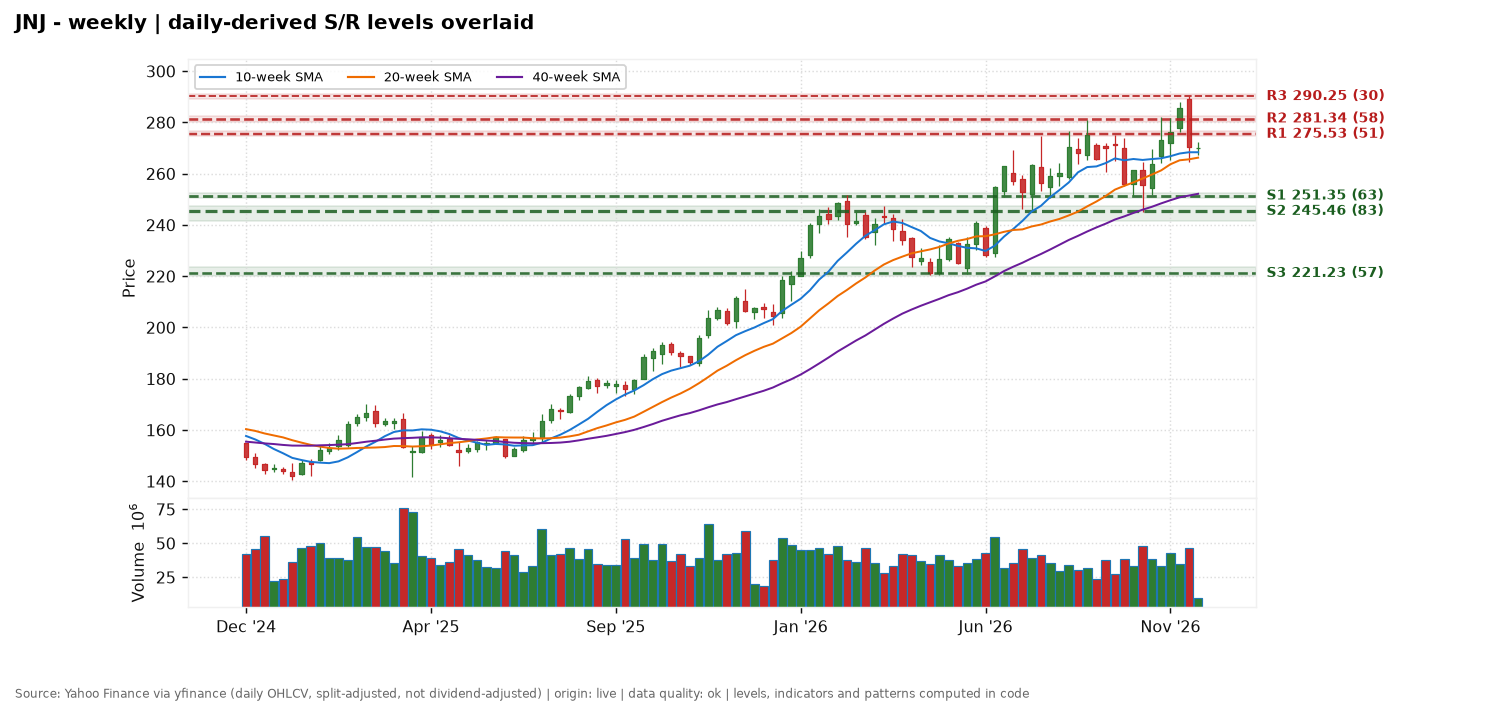 JNJ - weekly | daily-derived S/R levels overlaid
10-week SMA
20-week SMA
40-week SMA
Price
300
280
260
240
220
200
180
160
140
R3 290.25 (30)
R2 281.34 (58)
R1 275.53 (51)
S1 251.35 (63)
S2 245.46 (83)
S3 221.23 (57)
Volume 10⁶
75
50
25
Dec '24
Apr '25
Sep '25
Jan '26
Jun '26
Nov '26
Source: Yahoo Finance via yfinance (daily OHLCV, split-adjusted, not dividend-adjusted) | origin: live | data quality: ok | levels, indicators and patterns computed in code